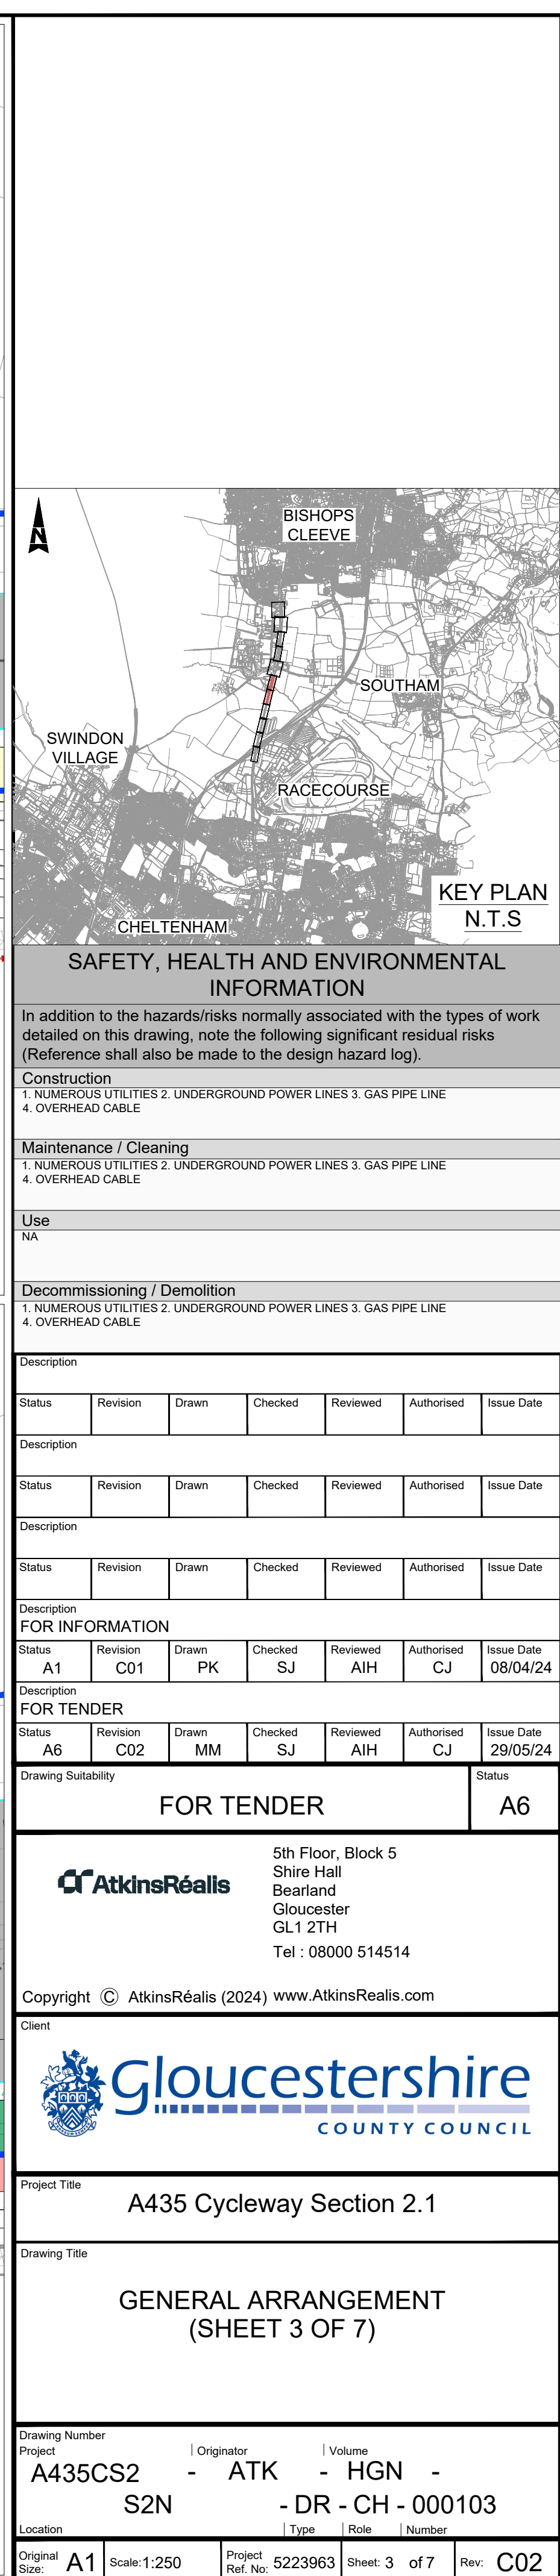 N
BISHOPS
CLEEVE
SOUTHAM
SWINDON
VILLAGE
RACECOURSE
CHELTENHAM
KEY PLAN
N.T.S
SAFETY, HEALTH AND ENVIRONMENTAL
INFORMATION
In addition to the hazards/risks normally associated with the types of work
detailed on this drawing, note the following significant residual risks
(Reference shall also be made to the design hazard log).
Construction
1. NUMEROUS UTILITIES 2. UNDERGROUND POWER LINES 3. GAS PIPE LINE
4. OVERHEAD CABLE
Maintenance / Cleaning
1. NUMEROUS UTILITIES 2. UNDERGROUND POWER LINES 3. GAS PIPE LINE
4. OVERHEAD CABLE
Use
NA
Decommissioning / Demolition
1. NUMEROUS UTILITIES 2. UNDERGROUND POWER LINES 3. GAS PIPE LINE
4. OVERHEAD CABLE
Description
Status Revision Drawn Checked Reviewed Authorised Issue Date
Description
Status Revision Drawn Checked Reviewed Authorised Issue Date
Description
Status Revision Drawn Checked Reviewed Authorised Issue Date
Description
FOR INFORMATION
Status Revision Drawn Checked Reviewed Authorised Issue Date
A1 C01 PK SJ AIH CJ 08/04/24
Description
FOR TENDER
Status Revision Drawn Checked Reviewed Authorised Issue Date
A6 C02 MM SJ AIH CJ 29/05/24
Drawing Suitability Status
FOR TENDER A6
AtkinsRéalis
5th Floor, Block 5
Shire Hall
Bearland
Gloucester
GL1 2TH
Tel : 08000 514514
Copyright © AtkinsRéalis (2024) www.AtkinsRealis.com
Client
Gloucestershire
COUNTY COUNCIL
Project Title
A435 Cycleway Section 2.1
Drawing Title
GENERAL ARRANGEMENT
(SHEET 3 OF 7)
Drawing Number
Project Originator Volume
A435CS2 - ATK - HGN -
S2N - DR - CH - 000103
Location Type Role Number
Original Size: A1 Scale: 1:250 Project Ref. No: 5223963 Sheet: 3 of 7 Rev: C02